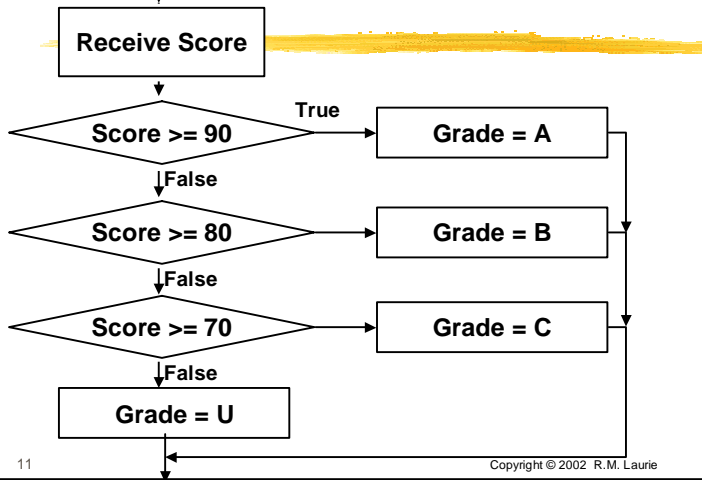 Receive Score
True
Score >= 90
Grade = A
False
Score >= 80
Grade = B
False
Score >= 70
Grade = C
False
Grade = U
11
Copyright © 2002 R.M. Laurie